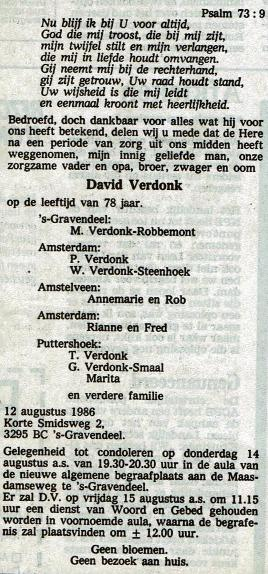 Psalm 73 : 9
Nu blijf ik bij U voor altijd,
God die mij troost, die bij mij zijt,
mijn twijfel stilt en mijn verlangen,
die mij in liefde houdt omvangen.
Gij neemt mij bij de rechterhand,
gij zijt getrouw, Uw raad houdt stand,
Uw wijsheid is die mij leidt
en eenmaal kroont met heerlijkheid.
Bedroefd, doch dankbaar voor alles wat hij voor
ons heeft betekend, delen wij u mede dat de Here
na een periode van zorg uit ons midden heeft
weggenomen, mijn innig geliefde man, onze
zorgzame vader en opa, broer, zwager en oom
David Verdonk
op de leeftijd van 78 jaar.
's-Gravendeel:
M. Verdonk-Robbemont
Amsterdam:
P. Verdonk
W. Verdonk-Steenhoek
Amstelveen:
Annemarie en Rob
Amsterdam:
Rianne en Fred
Puttershoek:
T. Verdonk
G. Verdonk-Smaal
Marita
en verdere familie
12 augustus 1986
Korte Smidsweg 2,
3295 BC 's-Gravendeel.
Gelegenheid tot condoleren op donderdag 14
augustus a.s. van 19.30-20.30 uur in de aula van
de nieuwe algemene begraafplaats aan de Maas-
damseweg te 's-Gravendeel.
Er zal D.V. op vrijdag 15 augustus a.s. om 11.15
uur een dienst van Woord en Gebed gehouden
worden in voornoemde aula, waarna de begrafe-
nis zal plaatsvinden om ± 12.00 uur.
Geen bloemen.
Geen bezoek aan huis.